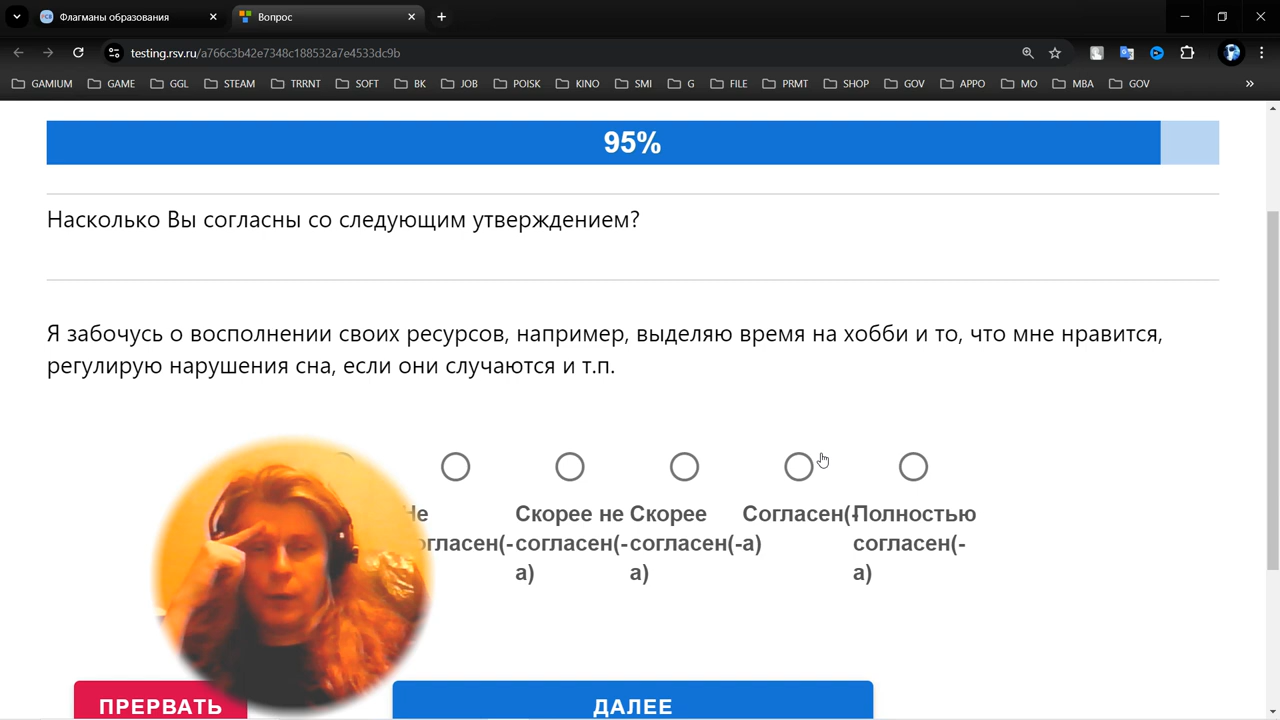 Флагманы образования
Вопрос
testing.rsv.ru/a766c3b42e7348c188532a7e4533dc9b
GAMIUM GAME GGL STEAM TRRNT SOFT BK JOB POISK KINO SMI G FILE PRMT SHOP GOV APPO MO MBA GOV
95%
Насколько Вы согласны со следующим утверждением?
Я забочусь о восполнении своих ресурсов, например, выделяю время на хобби и то, что мне нравится,
регулирую нарушения сна, если они случаются и т.п.
Не Скорее не Скорее Согласен(- Полностью
огласен(- согласен(- согласен(-а) согласен(-
а) а) а)
ПРЕРВАТЬ ДАЛЕЕ